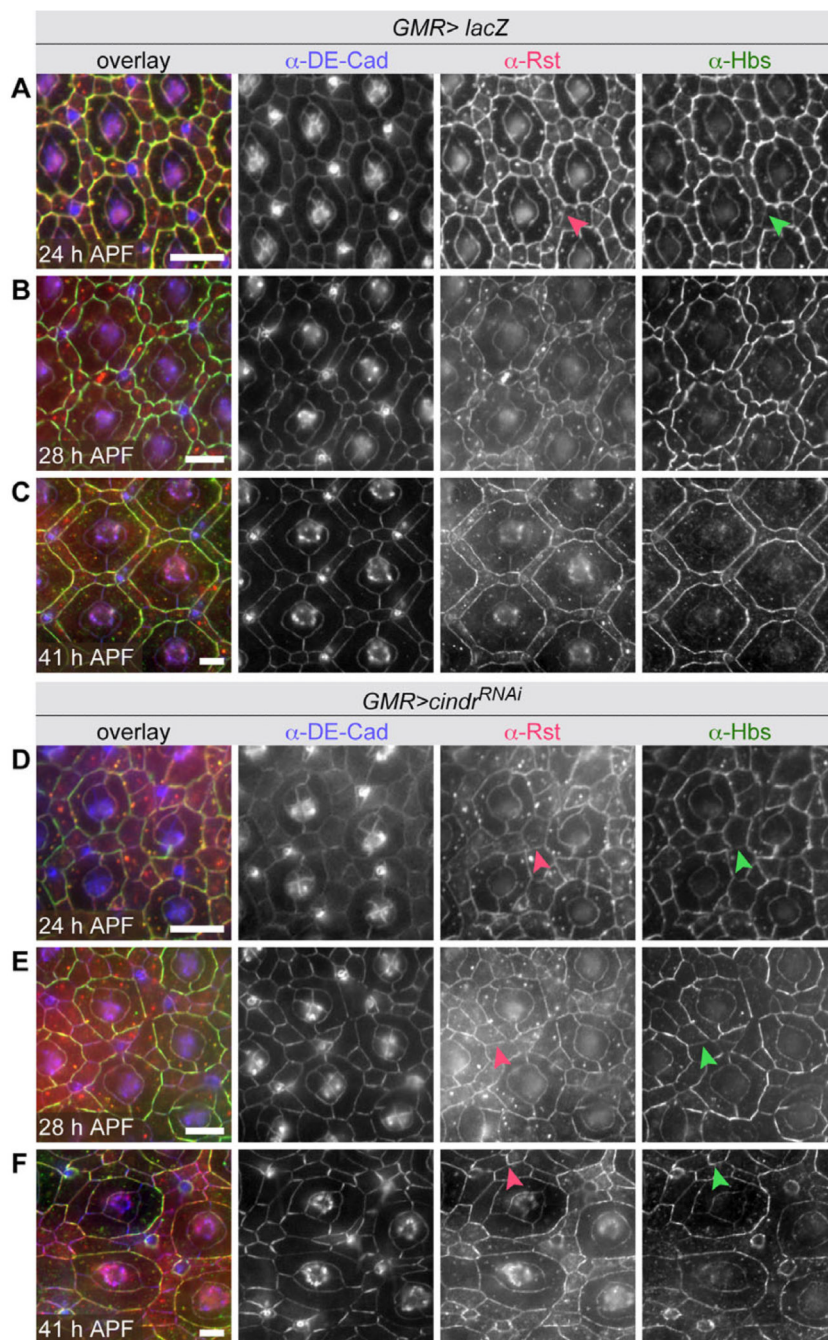 GMR> lacZ
overlay α-DE-Cad α-Rst α-Hbs
A
24 h APF
B
28 h APF
C
41 h APF
GMR>cindrRNAi
overlay α-DE-Cad α-Rst α-Hbs
D
24 h APF
E
28 h APF
F
41 h APF